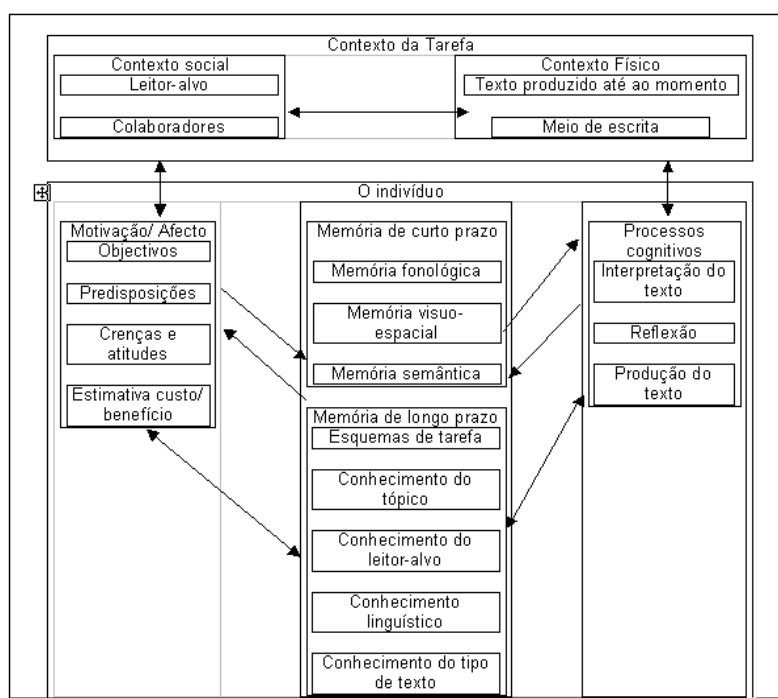 Contexto da Tarefa
Contexto social
Leitor-alvo
Colaboradores
Contexto Físico
Texto produzido até ao momento
Meio de escrita
O indivíduo
Motivação/ Afecto
Objectivos
Predisposições
Crenças e
atitudes
Estimativa custo/
benefício
Memória de curto prazo
Memória fonológica
Memória visuo-
espacial
Memória semântica
Memória de longo prazo
Esquemas de tarefa
Conhecimento do
tópico
Conhecimento do
leitor-alvo
Conhecimento
linguístico
Conhecimento do tipo
de texto
Processos
cognitivos
Interpretação do
texto
Reflexão
Produção do
texto